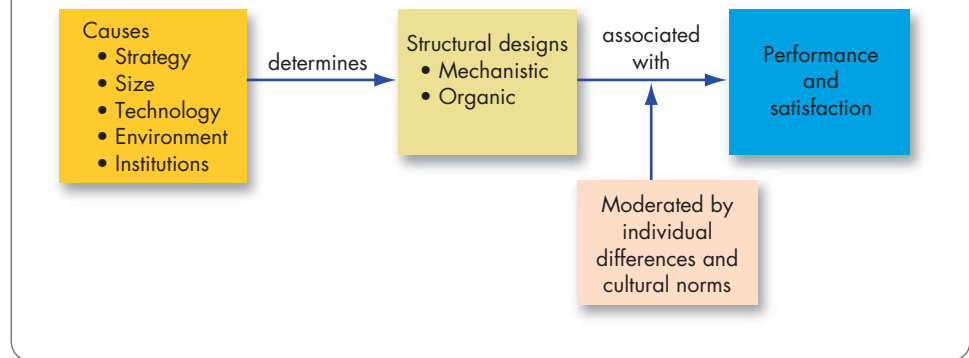 Causes
• Strategy
• Size
• Technology
• Environment
• Institutions
determines
Structural designs
• Mechanistic
• Organic
associated
with
Performance
and
satisfaction
Moderated by
individual
differences and
cultural norms